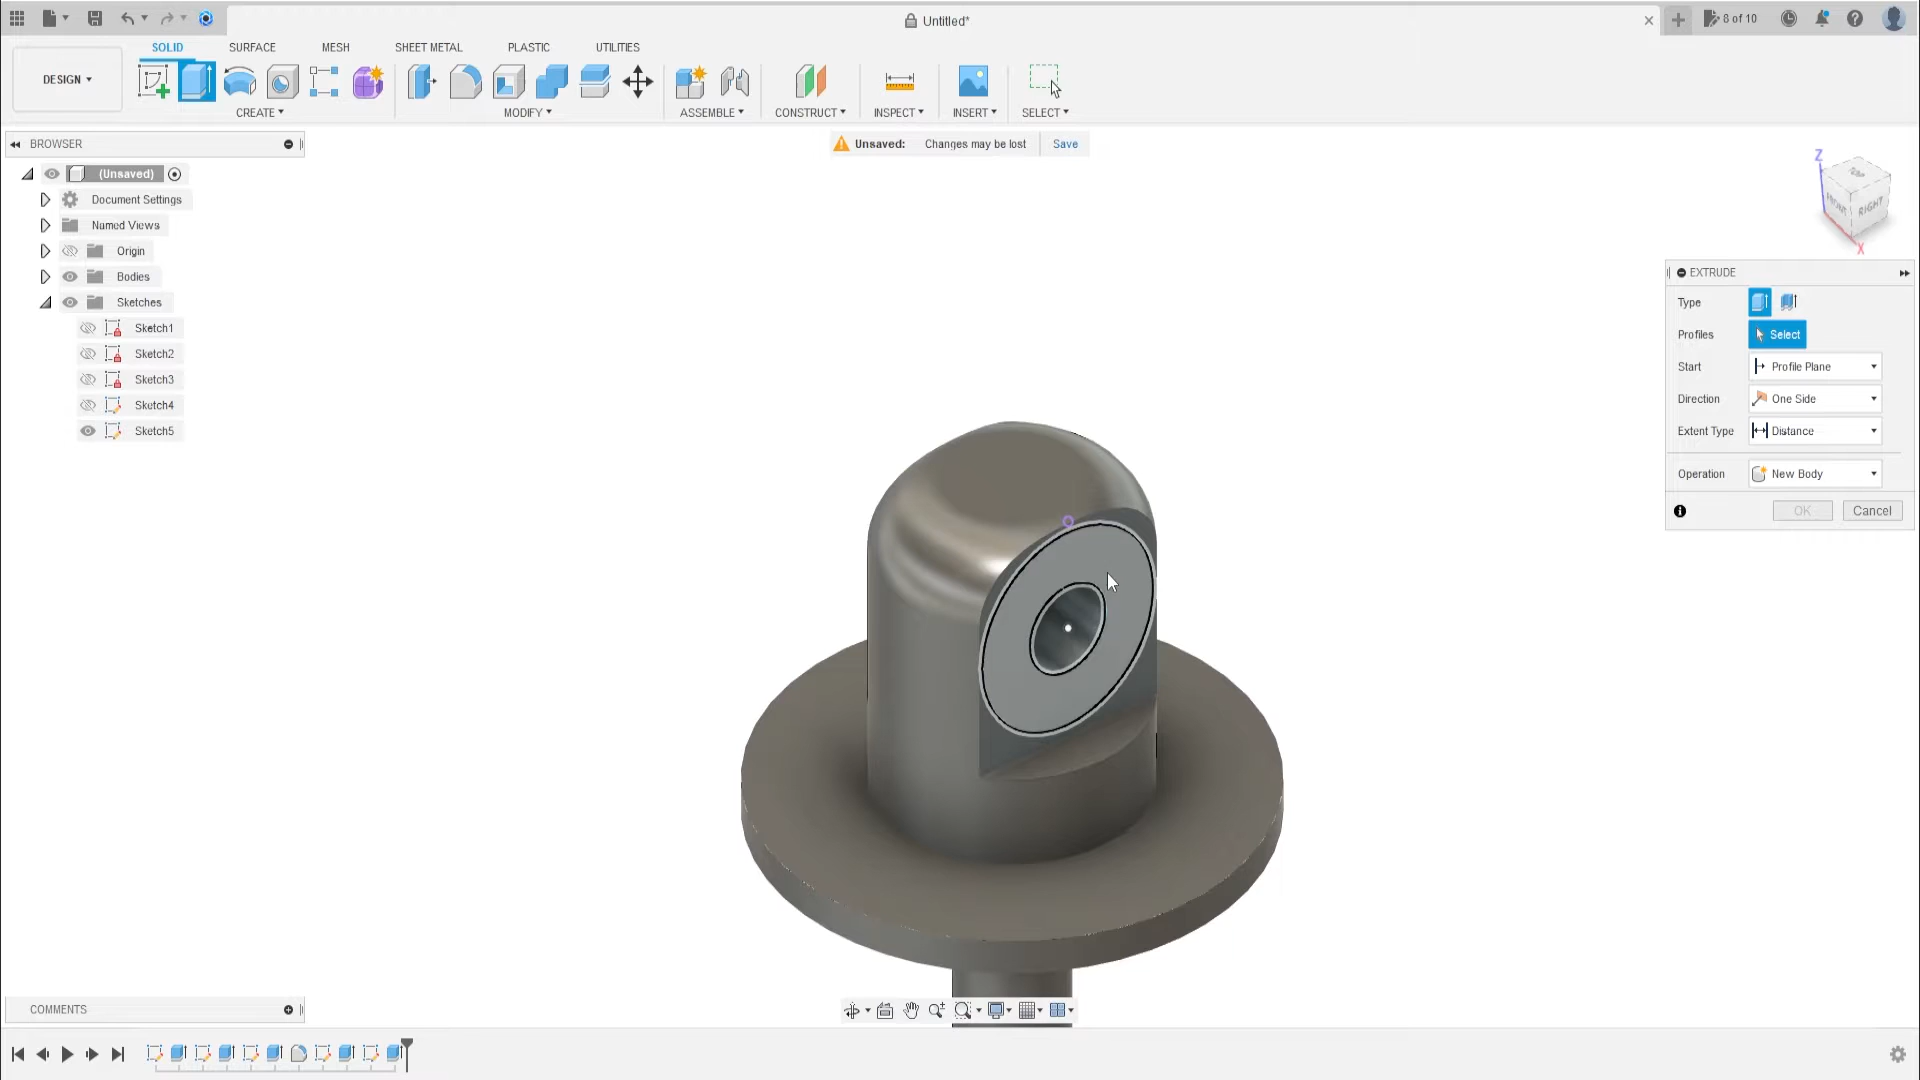 Untitled*
8 of 10
SOLID
SURFACE
MESH
SHEET METAL
PLASTIC
UTILITIES
DESIGN
CREATE
MODIFY
ASSEMBLE
CONSTRUCT
INSPECT
INSERT
SELECT
BROWSER
Unsaved: Changes may be lost Save
(Unsaved)
Document Settings
Named Views
Origin
Bodies
Sketches
Sketch1
Sketch2
Sketch3
Sketch4
Sketch5
Z
TOP
FRONT
RIGHT
X
EXTRUDE
Type
Profiles Select
Start Profile Plane
Direction One Side
Extent Type Distance
Operation New Body
OK Cancel
COMMENTS